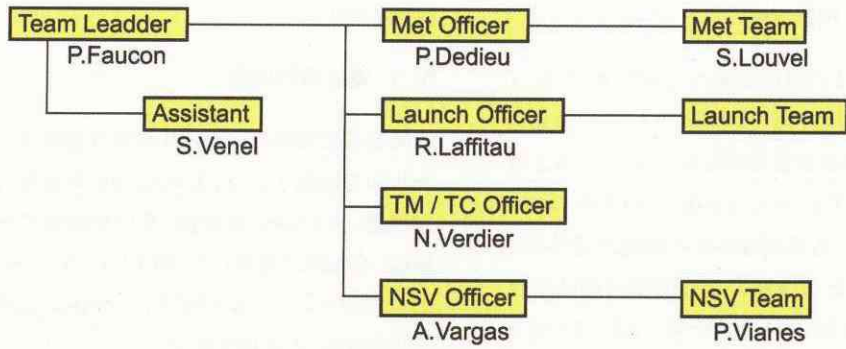 Team Leadder
Met Officer
Met Team
P.Faucon
P.Dedieu
S.Louvel
Assistant
Launch Officer
Launch Team
S.Venel
R.Laffitau
TM / TC Officer
N.Verdier
NSV Officer
NSV Team
A.Vargas
P.Vianes